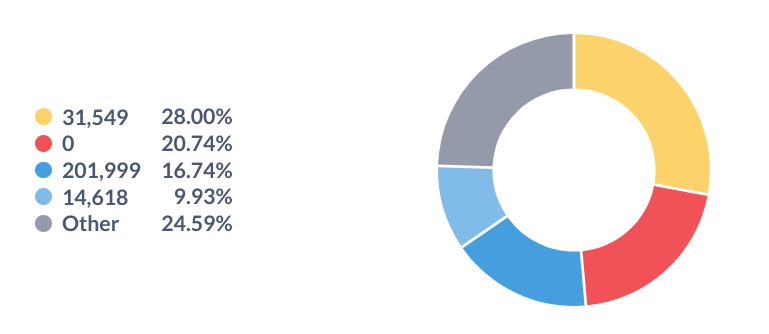 31,549 28.00%
0 20.74%
201,999 16.74%
14,618 9.93%
Other 24.59%